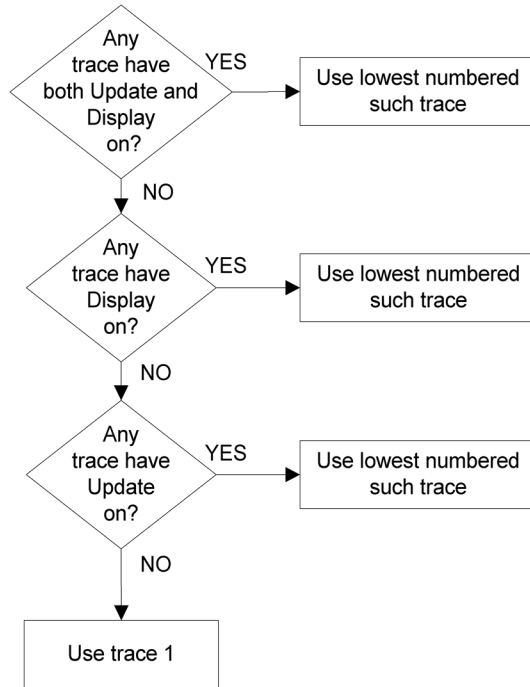 Any
trace have
both Update and
Display
on?
YES
Use lowest numbered
such trace
NO
Any
trace have
Display
on?
YES
Use lowest numbered
such trace
NO
Any
trace have
Update
on?
YES
Use lowest numbered
such trace
NO
Use trace 1